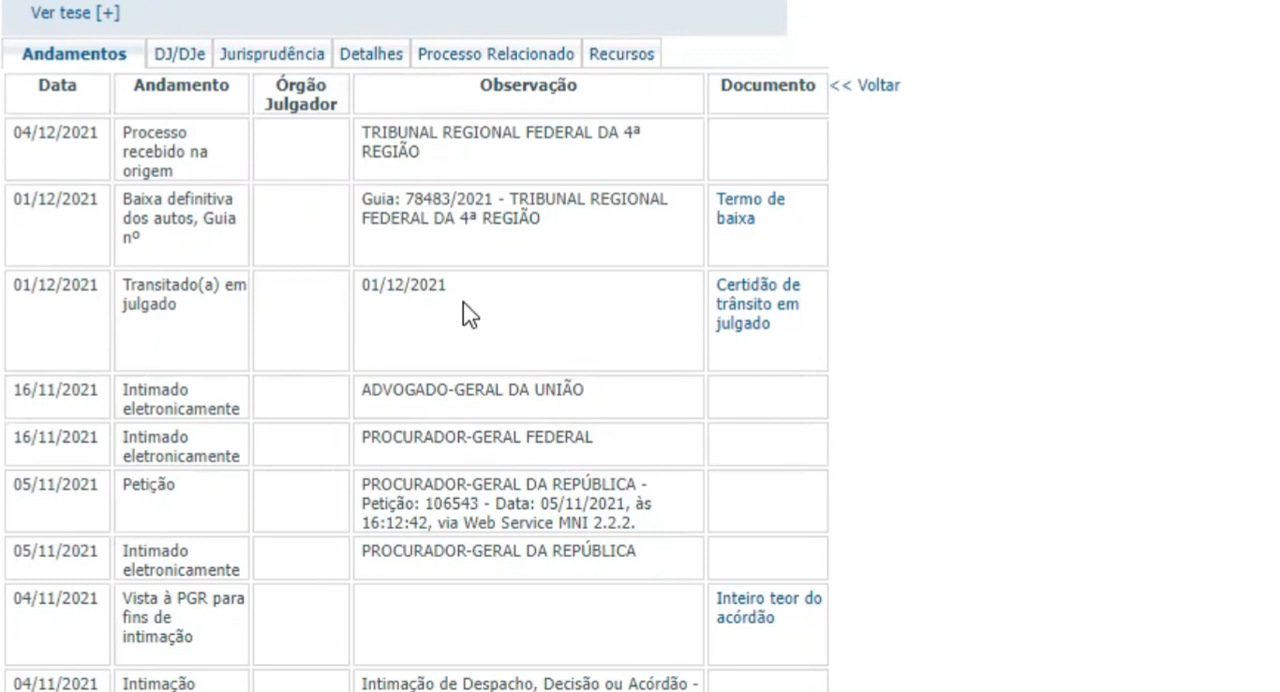 Ver tese [+]
Andamentos DJ/DJe Jurisprudência Detalhes Processo Relacionado Recursos
Data Andamento Órgão Julgador Observação Documento << Voltar
04/12/2021
Processo
recebido na
origem
TRIBUNAL REGIONAL FEDERAL DA 4ª
REGIÃO
01/12/2021
Baixa definitiva
dos autos, Guia
nº
Guia: 78483/2021 - TRIBUNAL REGIONAL
FEDERAL DA 4ª REGIÃO
Termo de
baixa
01/12/2021
Transitado(a) em
julgado
01/12/2021
Certidão de
trânsito em
julgado
16/11/2021
Intimado
eletronicamente
ADVOGADO-GERAL DA UNIÃO
16/11/2021
Intimado
eletronicamente
PROCURADOR-GERAL FEDERAL
05/11/2021
Petição
PROCURADOR-GERAL DA REPÚBLICA -
Petição: 106543 - Data: 05/11/2021, às
16:12:42, via Web Service MNI 2.2.2.
05/11/2021
Intimado
eletronicamente
PROCURADOR-GERAL DA REPÚBLICA
04/11/2021
Vista à PGR para
fins de
intimação
Inteiro teor do
acórdão
04/11/2021
Intimação
Intimação de Despacho, Decisão ou Acórdão -